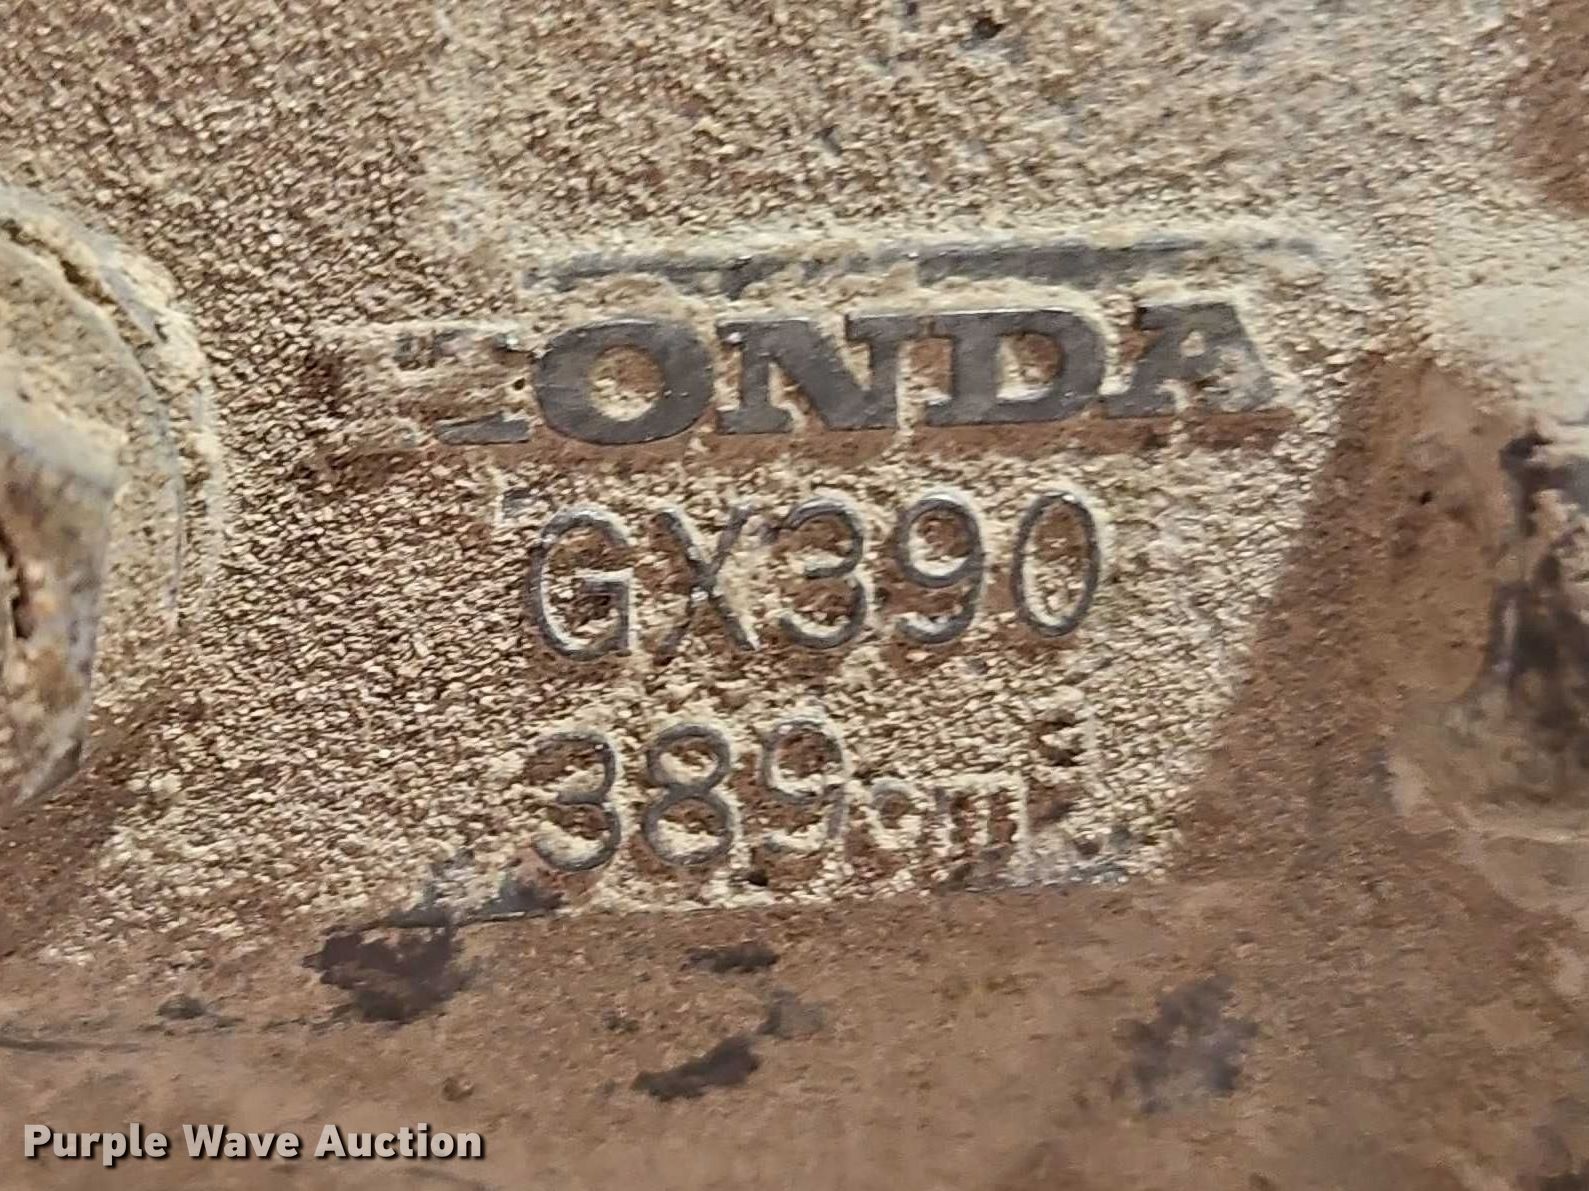 HONDA
GX390
389cm³
Purple Wave Auction